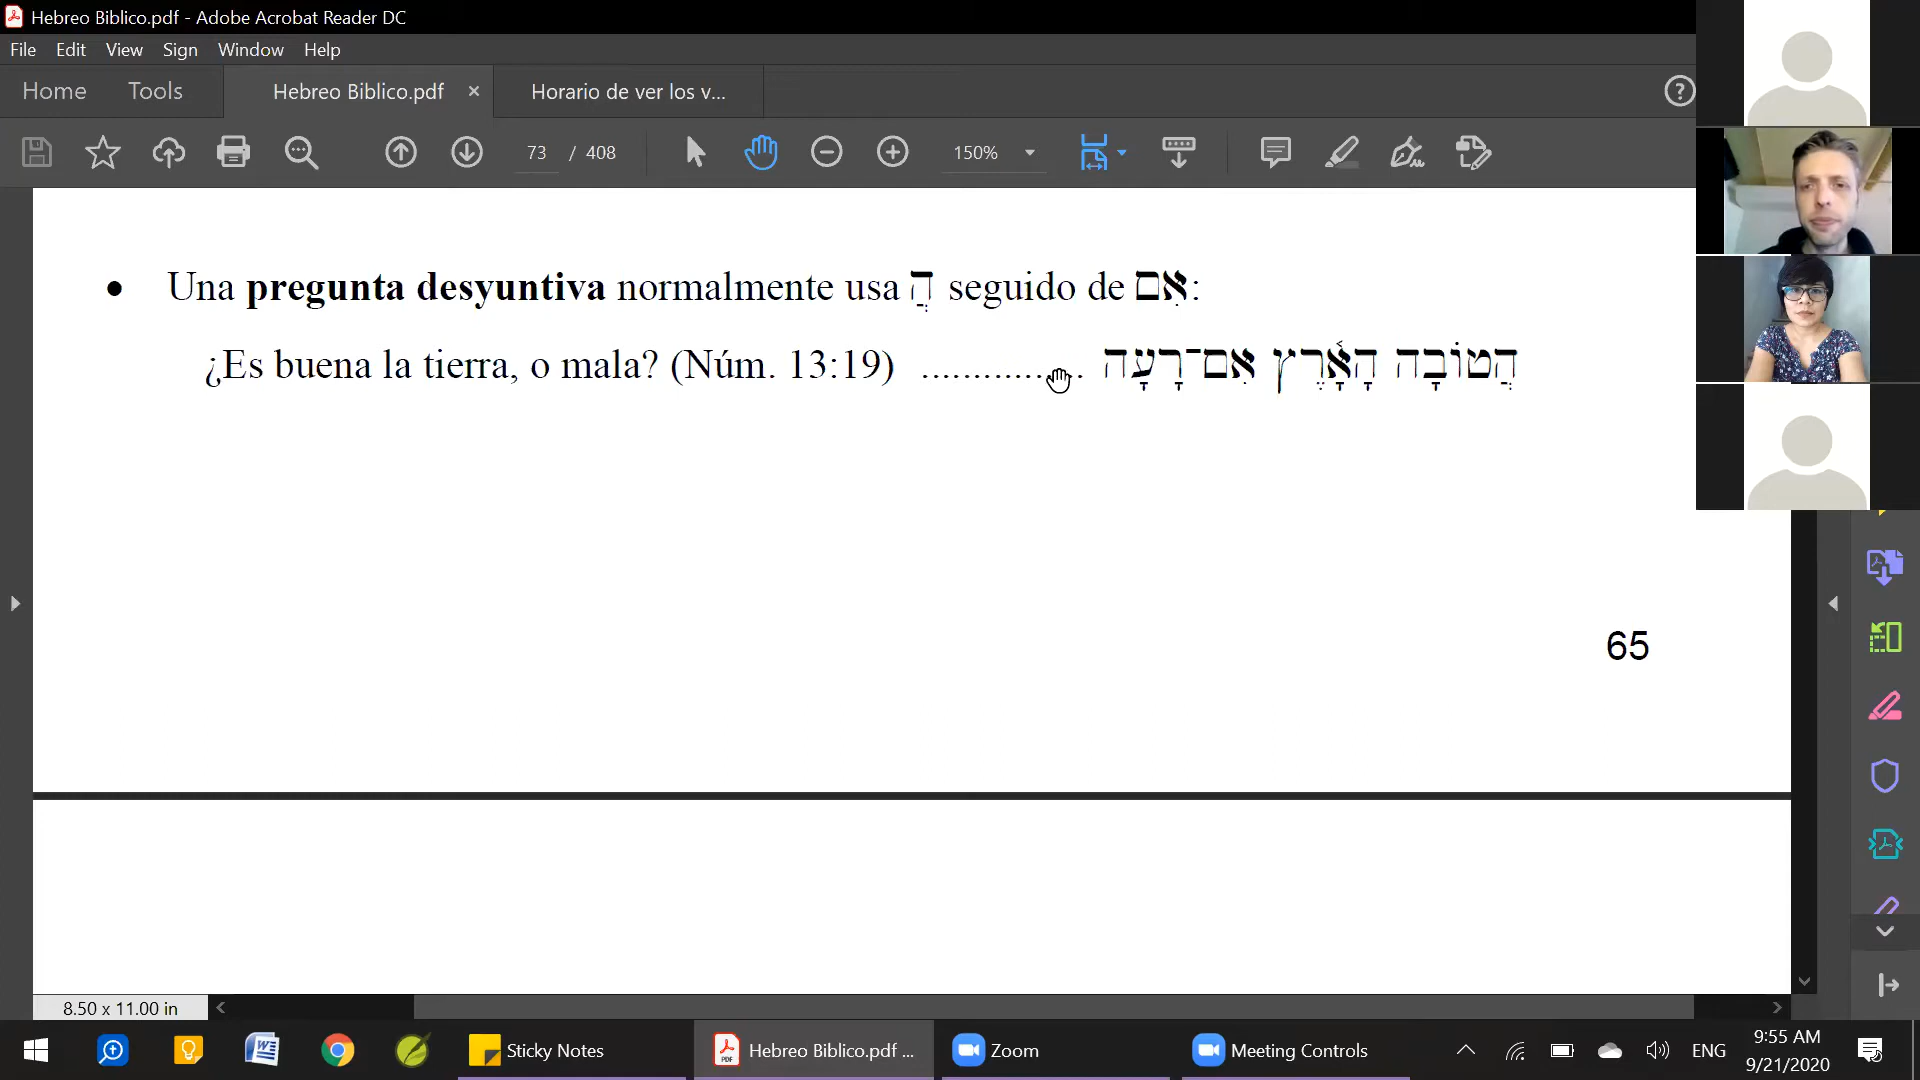 Hebreo Biblico.pdf - Adobe Acrobat Reader DC
File Edit View Sign Window Help
Home Tools Hebreo Biblico.pdf × Horario de ver los v...
73 / 408 150%
• Una pregunta desyuntiva normalmente usa הֲ seguido de אִם:
¿Es buena la tierra, o mala? (Núm. 13:19) ................ הֲטוֹבָה הָאָ֫רֶץ אִם־רָעָה
65
8.50 x 11.00 in
Sticky Notes Hebreo Biblico.pdf ... Zoom Meeting Controls ENG 9:55 AM
9/21/2020